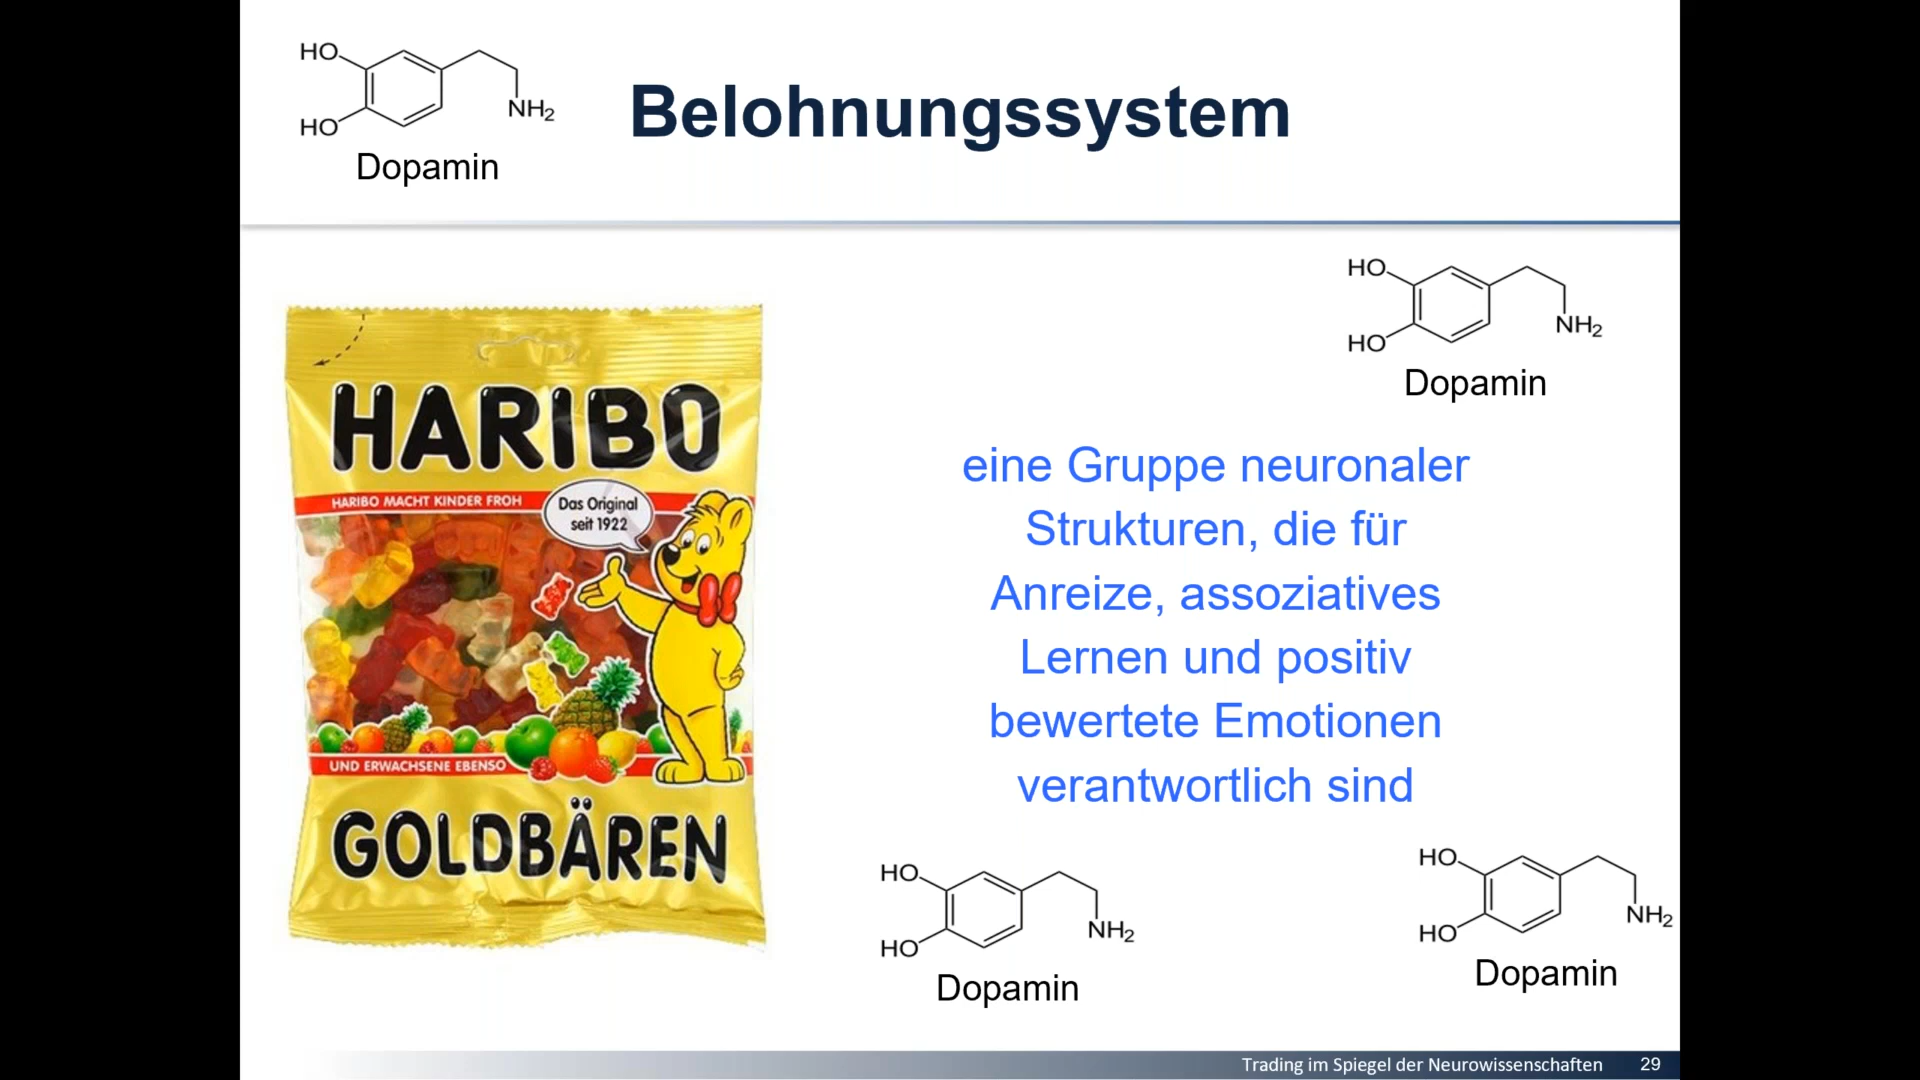 HO
HO
NH₂
Dopamin
Belohnungssystem
HO
HO
NH₂
Dopamin
HARIBO
HARIBO MACHT KINDER FROH
Das Original
seit 1922
UND ERWACHSENE EBENSO
GOLDBÄREN
eine Gruppe neuronaler
Strukturen, die für
Anreize, assoziatives
Lernen und positiv
bewertete Emotionen
verantwortlich sind
HO
HO
NH₂
Dopamin
HO
HO
NH₂
Dopamin
Trading im Spiegel der Neurowissenschaften 29